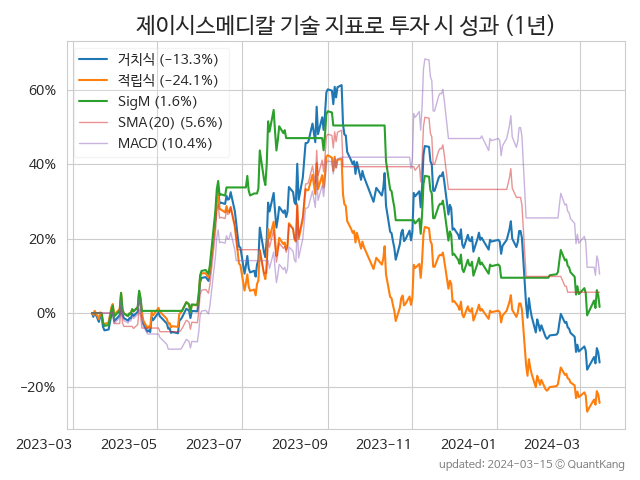 제이시스메디칼 기술 지표로 투자 시 성과 (1년)
거치식 (−13.3%)
적립식 (−24.1%)
SigM (1.6%)
SMA(20) (5.6%)
MACD (10.4%)
60%
40%
20%
0%
−20%
2023−03 2023−05 2023−07 2023−09 2023−11 2024−01 2024−03
updated: 2024−03−15 ⓒ QuantKang